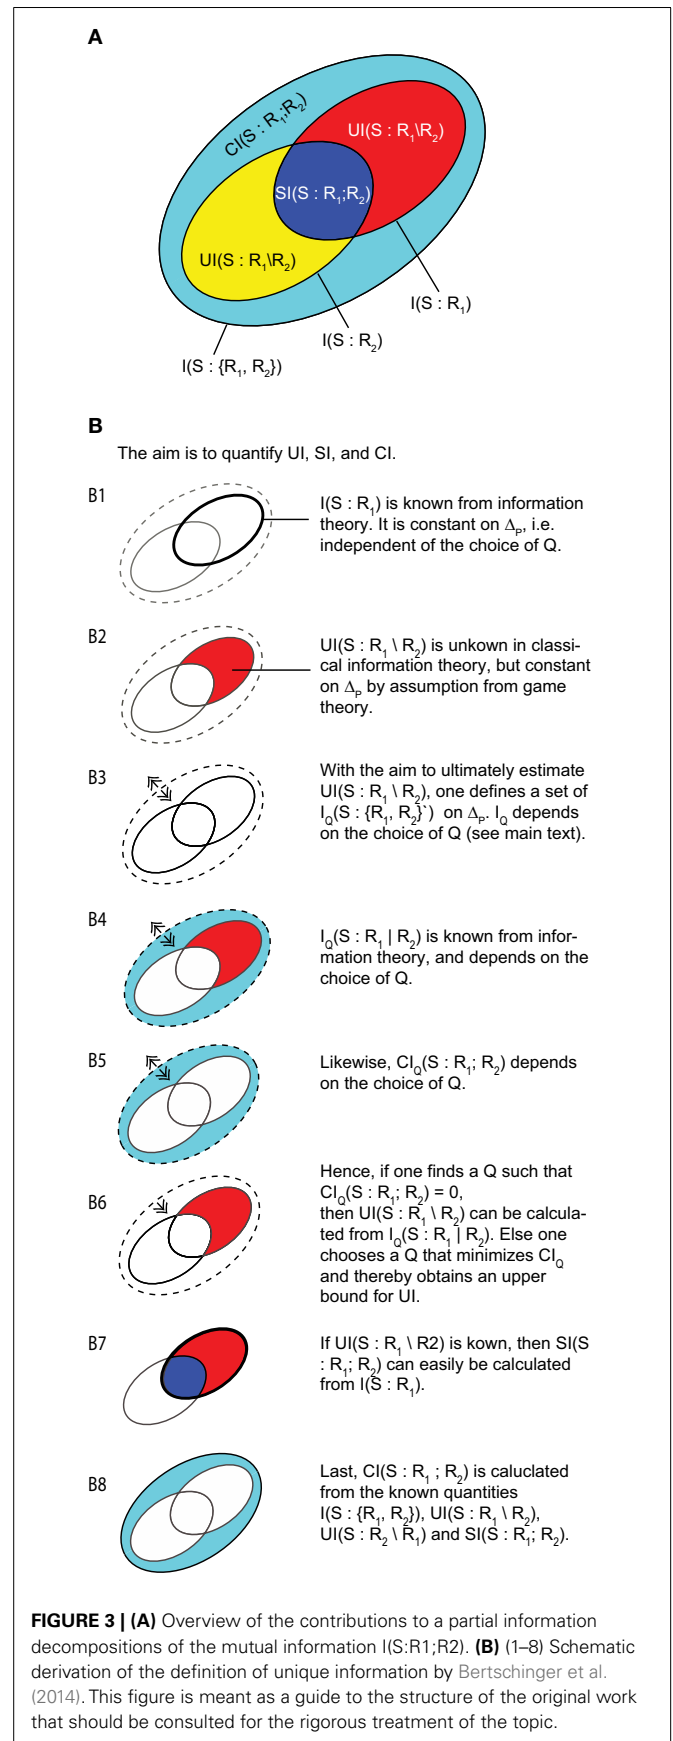 A
CI(S : R₁;R₂)
UI(S : R₁\R₂)
SI(S : R₁;R₂)
UI(S : R₁\R₂)
I(S : R₁)
I(S : R₂)
I(S : {R₁, R₂})
B
The aim is to quantify UI, SI, and CI.
B1
I(S : R₁) is known from information
theory. It is constant on Δ_P, i.e.
independent of the choice of Q.
B2
UI(S : R₁ \ R₂) is unkown in classi-
cal information theory, but constant
on Δ_P by assumption from game
theory.
B3
With the aim to ultimately estimate
UI(S : R₁ \ R₂), one defines a set of
I_Q(S : {R₁, R₂}`) on Δ_P. I_Q depends
on the choice of Q (see main text).
B4
I_Q(S : R₁ | R₂) is known from infor-
mation theory, and depends on the
choice of Q.
B5
Likewise, CI_Q(S : R₁; R₂) depends
on the choice of Q.
B6
Hence, if one finds a Q such that
CI_Q(S : R₁; R₂) = 0,
then UI(S : R₁ \ R₂) can be calcula-
ted from I_Q(S : R₁ | R₂). Else one
chooses a Q that minimizes CI_Q
and thereby obtains an upper
bound for UI.
B7
If UI(S : R₁ \ R2) is kown, then SI(S
: R₁; R₂) can easily be calculated
from I(S : R₁).
B8
Last, CI(S : R₁ ; R₂) is caluclated
from the known quantities
I(S : {R₁, R₂}), UI(S : R₁ \ R₂),
UI(S : R₂ \ R₁) and SI(S : R₁; R₂).
FIGURE 3 | (A) Overview of the contributions to a partial information
decompositions of the mutual information I(S:R1;R2). (B) (1–8) Schematic
derivation of the definition of unique information by Bertschinger et al.
(2014). This figure is meant as a guide to the structure of the original work
that should be consulted for the rigorous treatment of the topic.